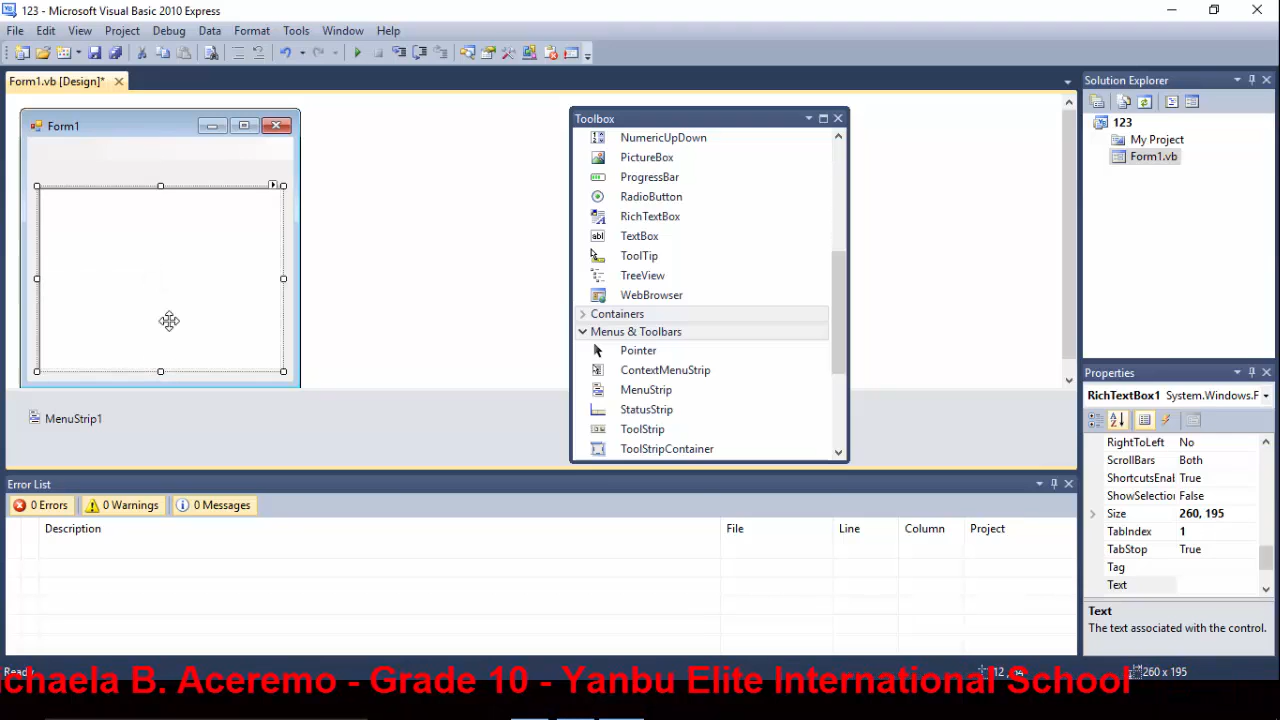 123 - Microsoft Visual Basic 2010 Express
File Edit View Project Debug Data Format Tools Window Help
Form1.vb [Design]*
Form1
MenuStrip1
Toolbox
NumericUpDown
PictureBox
ProgressBar
RadioButton
RichTextBox
TextBox
ToolTip
TreeView
WebBrowser
Containers
Menus & Toolbars
Pointer
ContextMenuStrip
MenuStrip
StatusStrip
ToolStrip
ToolStripContainer
Solution Explorer
123
My Project
Form1.vb
Properties
RichTextBox1 System.Windows.F
RightToLeft No
ScrollBars Both
ShortcutsEnal True
ShowSelectio False
Size 260, 195
TabIndex 1
TabStop True
Tag
Text
Text
The text associated with the control.
Error List
0 Errors 0 Warnings 0 Messages
Description File Line Column Project
260 x 195
chaela B. Aceremo - Grade 10 - Yanbu Elite International School